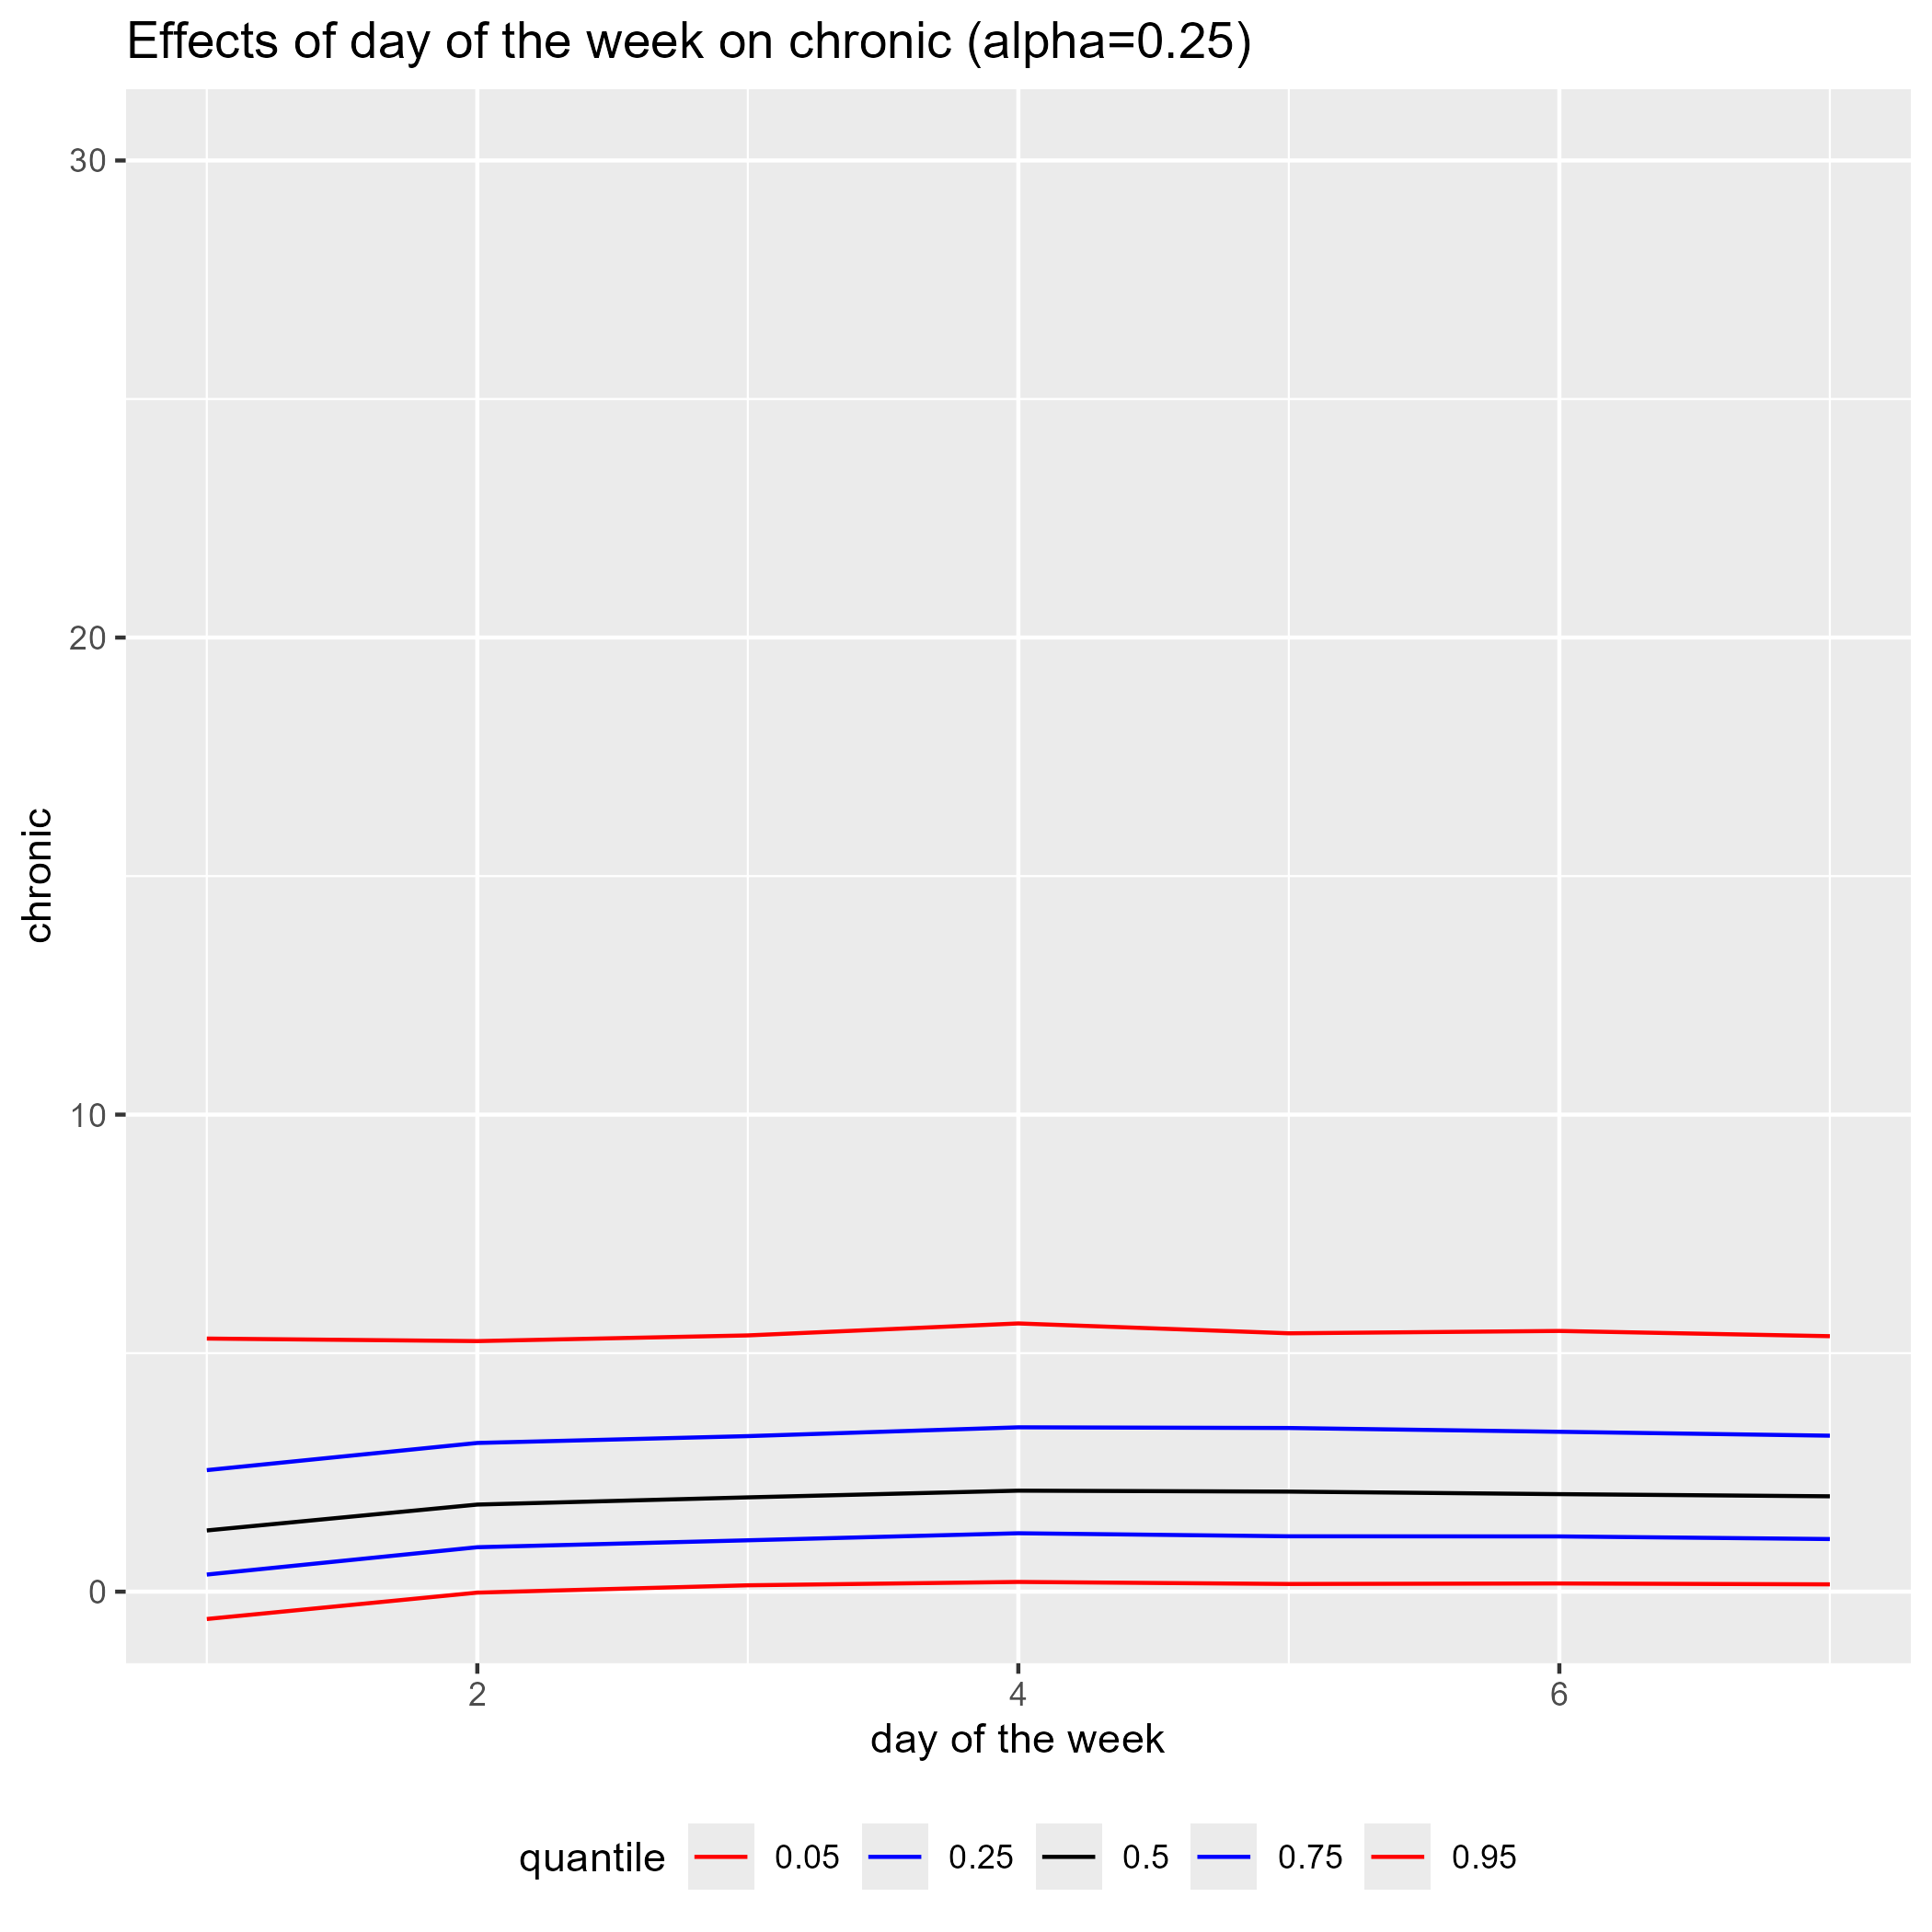 Effects of day of the week on chronic (alpha=0.25)
30
20
10
0
chronic
2 4 6
day of the week
quantile 0.05 0.25 0.5 0.75 0.95